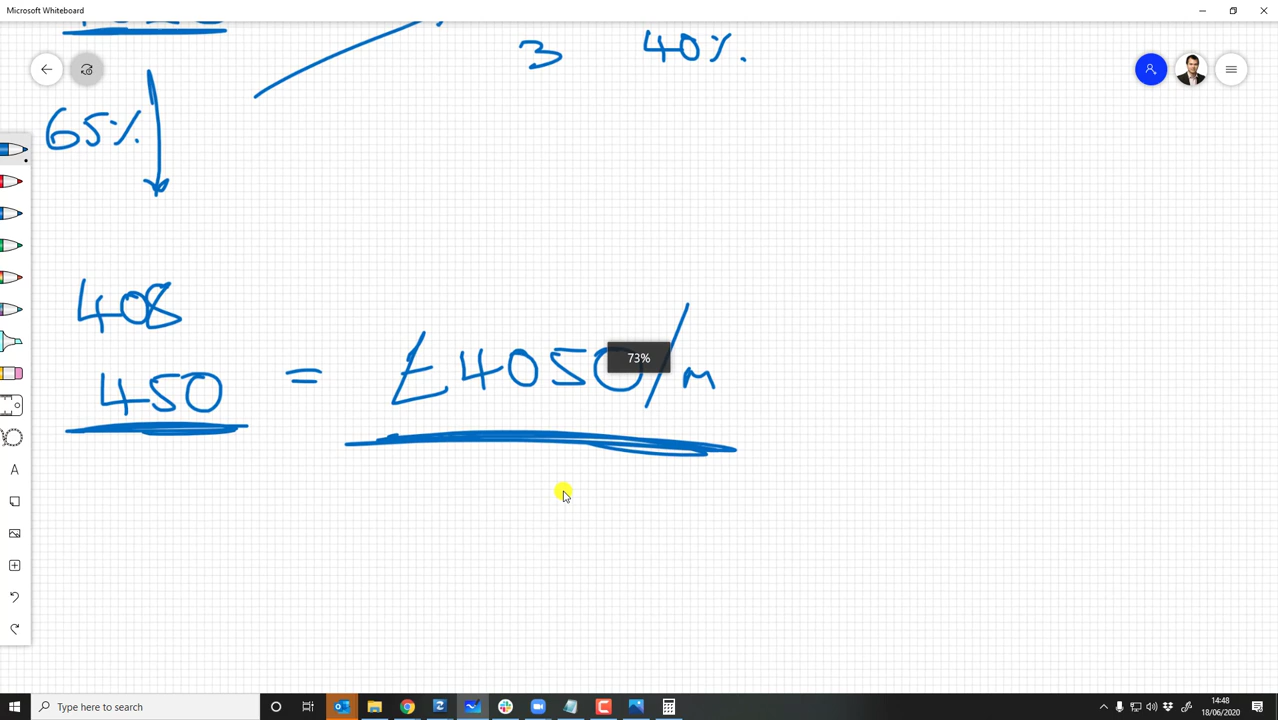 Microsoft Whiteboard
3 40%.
65%
408
450 = £4050/m
73%
A
Type here to search
14:48
18/06/2020